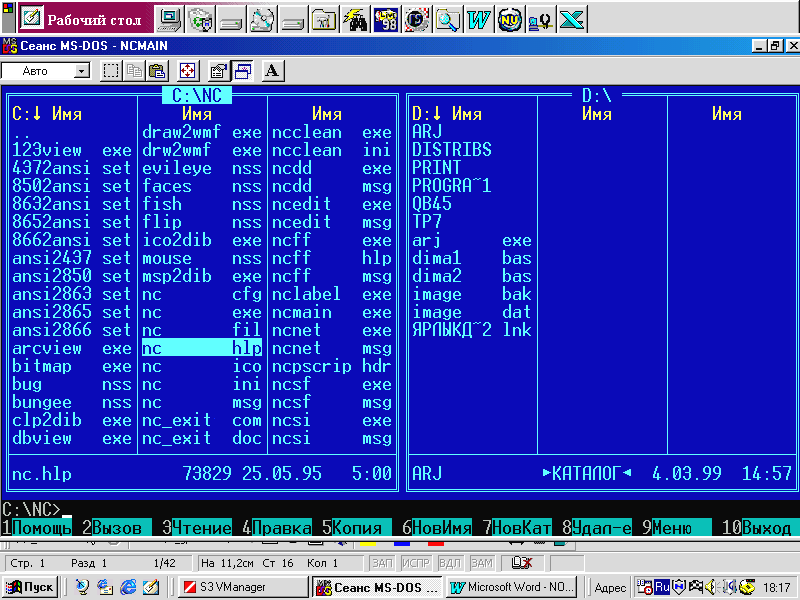 Рабочий стол
Сеанс MS-DOS - NCMAIN
Авто
C:\NC D:\
C:↓ Имя Имя Имя D:↓ Имя Имя Имя
.. draw2wmf exe ncclean exe ARJ
123view exe drw2wmf exe ncclean ini DISTRIBS
4372ansi set evileye nss ncdd exe PRINT
8502ansi set faces nss ncdd msg PROGRA~1
8632ansi set fish nss ncedit exe QB45
8652ansi set flip nss ncedit msg TP7
8662ansi set ico2dib exe ncff exe arj exe
ansi2437 set mouse nss ncff hlp dima1 bas
ansi2850 set msp2dib exe ncff msg dima2 bas
ansi2863 set nc cfg nclabel exe image bak
ansi2865 set nc exe ncmain exe image dat
ansi2866 set nc fil ncnet exe ЯРЛЫКД~2 lnk
arcview exe nc hlp ncnet msg
bitmap exe nc ico ncpscrip hdr
bug nss nc ini ncsf exe
bungee nss nc msg ncsf msg
clp2dib exe nc_exit com ncsi exe
dbview exe nc_exit doc ncsi msg
nc.hlp 73829 25.05.95 5:00 ARJ ►КАТАЛОГ◄ 4.03.99 14:57
C:\NC>_
1Помощь 2Вызов 3Чтение 4Правка 5Копия 6НовИмя 7НовКат 8Удал-е 9Меню 10Выход
Стр. 1 Разд 1 1/42 На 11,2см Ст 16 Кол 1 ЗАП ИСПР ВДЛ ЗАМ
Пуск S3 VManager Сеанс MS-DOS ... Microsoft Word - NO... Адрес Ru 18:17